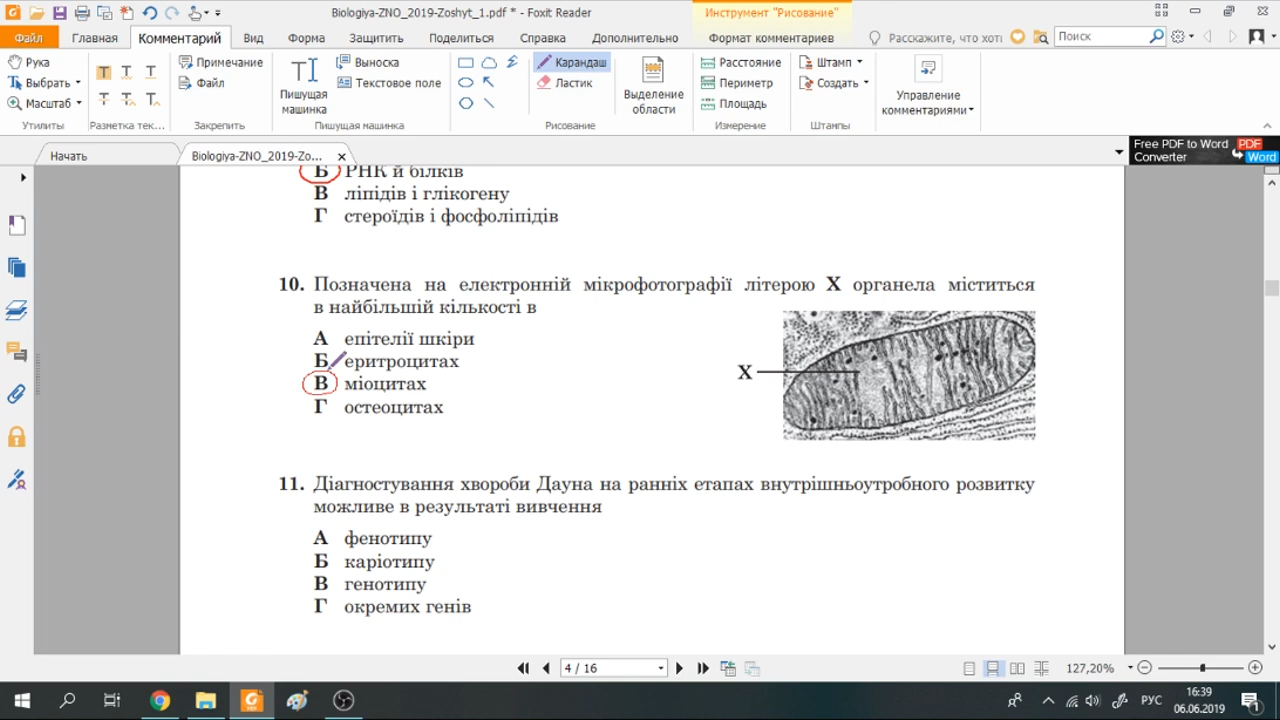 Biologiya-ZNO_2019-Zoshyt_1.pdf * - Foxit Reader
Инструмент "Рисование"
Файл
Главная
Комментарий
Вид
Форма
Защитить
Поделиться
Справка
Дополнительно
Формат комментариев
Расскажите, что хоті
Поиск
Рука
Выбрать
Масштаб
Утилиты
T T T
T T T
Разметка тек...
Примечание
Файл
Закрепить
Пишущая
машинка
Выноска
Текстовое поле
Пишущая машинка
Карандаш
Ластик
Рисование
Выделение
области
Расстояние
Периметр
Площадь
Измерение
Штамп
Создать
Штампы
Управление
комментариями
Начать
Biologiya-ZNO_2019-Zo...
Free PDF to Word
Converter
PDF
Word
Б РНК й білків
В ліпідів і глікогену
Г стероїдів і фосфоліпідів
10. Позначена на електронній мікрофотографії літерою Х органела міститься
в найбільшій кількості в
А епітелії шкіри
Б еритроцитах
В міоцитах
Г остеоцитах
Х
11. Діагностування хвороби Дауна на ранніх етапах внутрішньоутробного розвитку
можливе в результаті вивчення
А фенотипу
Б каріотипу
В генотипу
Г окремих генів
4 / 16
127,20%
РУС
16:39
06.06.2019